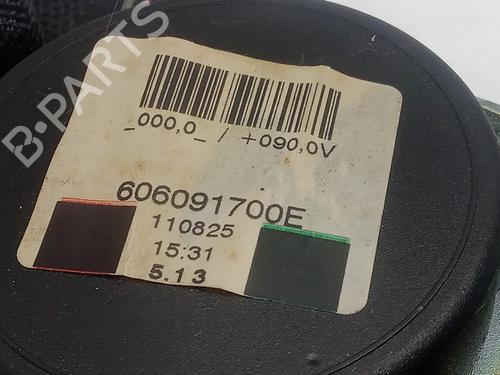 B-PARTS
_000,0_ / +090,0V
606091700E
110825
15:31
5.13